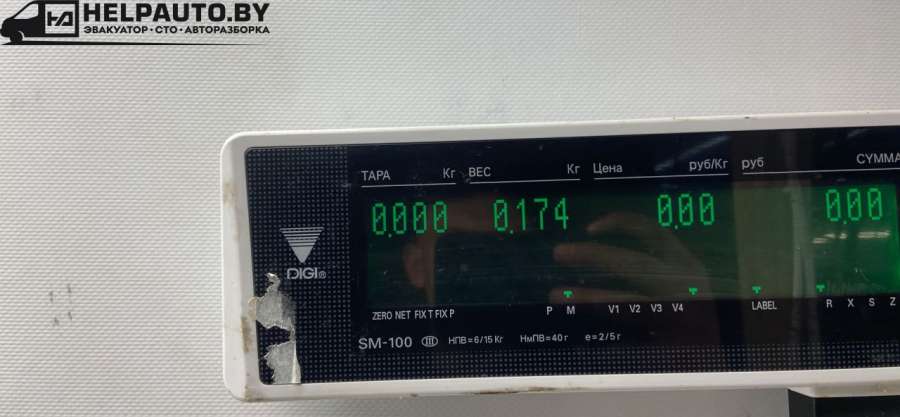 HELPAUTO.BY
ЭВАКУАТОР • СТО • АВТОРАЗБОРКА
ТАРА Кг ВЕС Кг Цена руб/Кг руб СУММА
0.000 0.174 0.00 0.00
DIGI®
ZERO NET FIX T FIX P P M V1 V2 V3 V4 LABEL R X S Z
SM-100 III НПВ=6/15 Кг НмПВ=40 г е=2/5 г